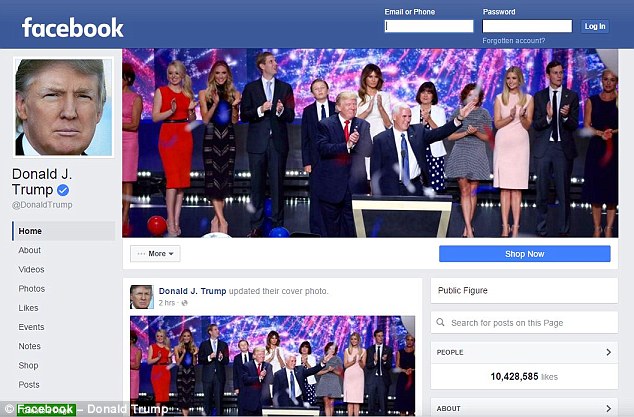 facebook
Email or Phone
Password
Log In
Forgotten account?
Donald J.
Trump
@DonaldTrump
Home
About
Videos
Photos
Likes
Events
Notes
Shop
Posts
··· More
Shop Now
Donald J. Trump updated their cover photo.
2 hrs ·
Public Figure
Search for posts on this Page
PEOPLE
10,428,585 likes
ABOUT
© Facebook – Donald Trump